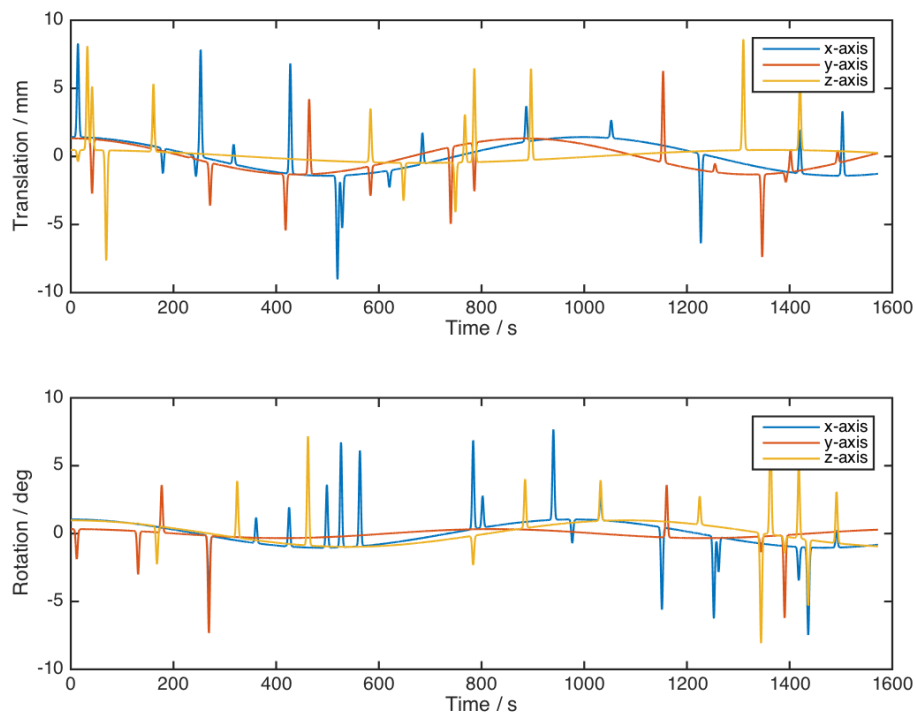 10
5
0
-5
-10
Translation / mm
x-axis
y-axis
z-axis
0 200 400 600 800 1000 1200 1400 1600
Time / s
10
5
0
-5
-10
Rotation / deg
x-axis
y-axis
z-axis
0 200 400 600 800 1000 1200 1400 1600
Time / s